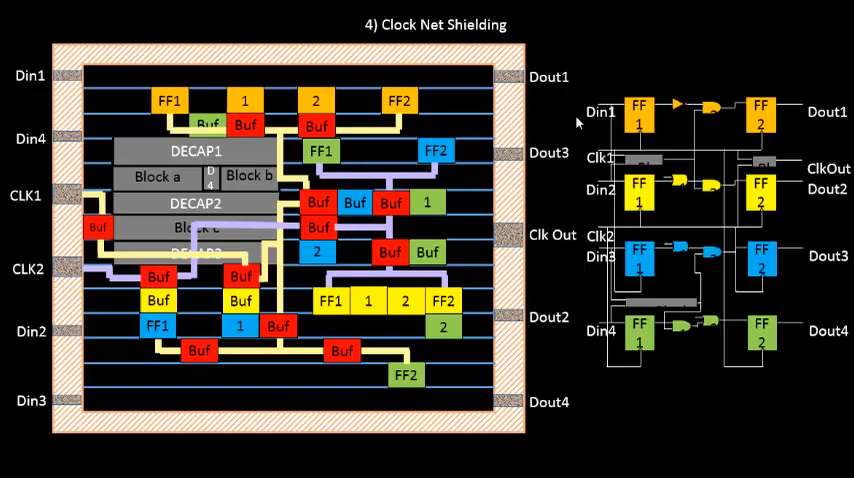 4) Clock Net Shielding
Din1
Din4
CLK1
CLK2
Din2
Din3
FF1 1 2 FF2
Buf Buf Buf
DECAP1 FF1 FF2
Block a D4 Block b
DECAP2 Buf Buf Buf 1
Buf Block c Buf
DECAP3 2 Buf Buf
Buf Buf
Buf Buf FF1 1 2 FF2
FF1 1 Buf 2
Buf Buf
FF2
Dout1
Dout3
Clk Out
Dout2
Dout4
Din1 FF 1 FF 2 Dout1
Clk1 ClkOut
Din2 FF 1 FF 2 Dout2
Clk2
Din3 FF 1 FF 2 Dout3
Din4 FF 1 FF 2 Dout4